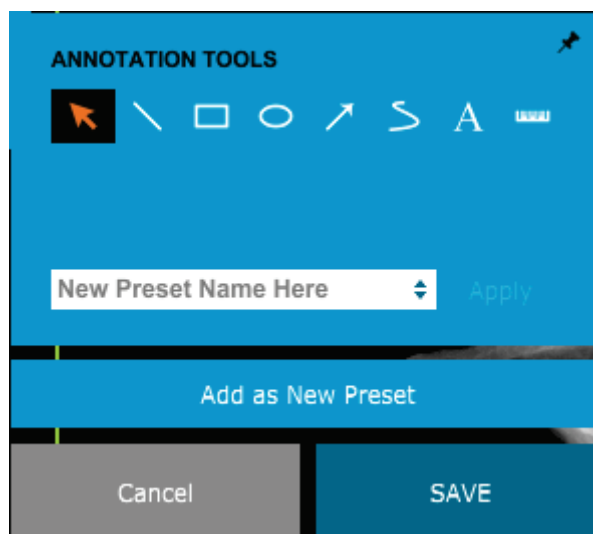 ANNOTATION TOOLS
A
New Preset Name Here
Apply
Add as New Preset
Cancel
SAVE